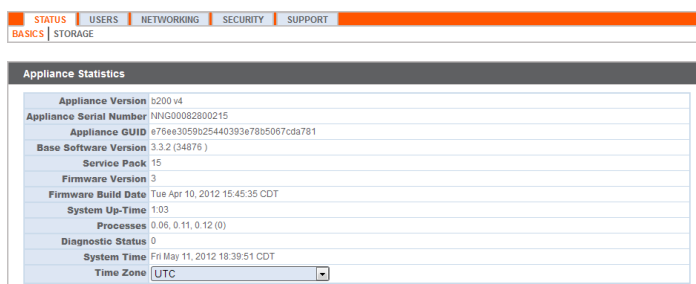 STATUS USERS NETWORKING SECURITY SUPPORT
BASICS STORAGE
Appliance Statistics
Appliance Version b200 v4
Appliance Serial Number NNG00082800215
Appliance GUID e76ee3059b25440393e78b5067cda781
Base Software Version 3.3.2 (34876 )
Service Pack 15
Firmware Version 3
Firmware Build Date Tue Apr 10, 2012 15:45:35 CDT
System Up-Time 1:03
Processes 0.06, 0.11, 0.12 (0)
Diagnostic Status 0
System Time Fri May 11, 2012 18:39:51 CDT
Time Zone UTC